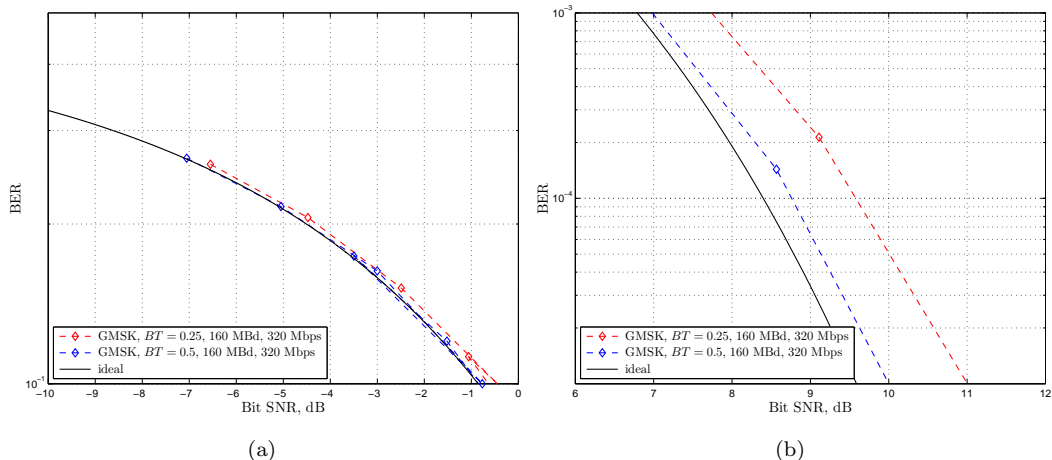 BER
10⁻¹
−10 −9 −8 −7 −6 −5 −4 −3 −2 −1 0
Bit SNR, dB
GMSK, BT = 0.25, 160 MBd, 320 Mbps
GMSK, BT = 0.5, 160 MBd, 320 Mbps
ideal
(a)
10⁻³
10⁻⁴
BER
6 7 8 9 10 11 12
Bit SNR, dB
GMSK, BT = 0.25, 160 MBd, 320 Mbps
GMSK, BT = 0.5, 160 MBd, 320 Mbps
ideal
(b)